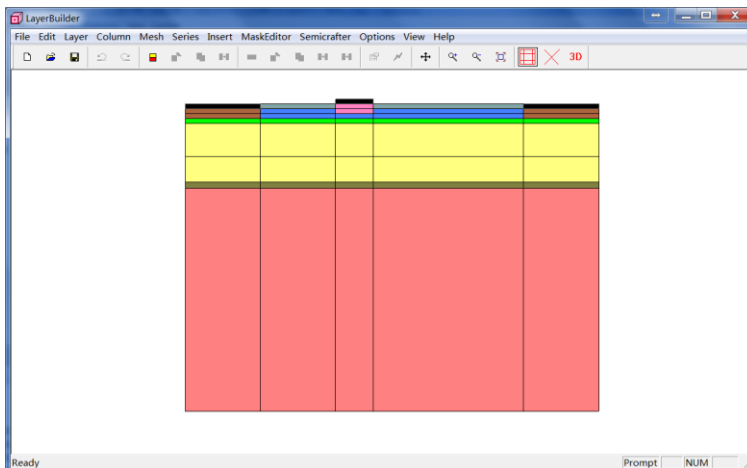 LayerBuilder
File Edit Layer Column Mesh Series Insert MaskEditor Semicrafter Options View Help
3D
Ready Prompt NUM